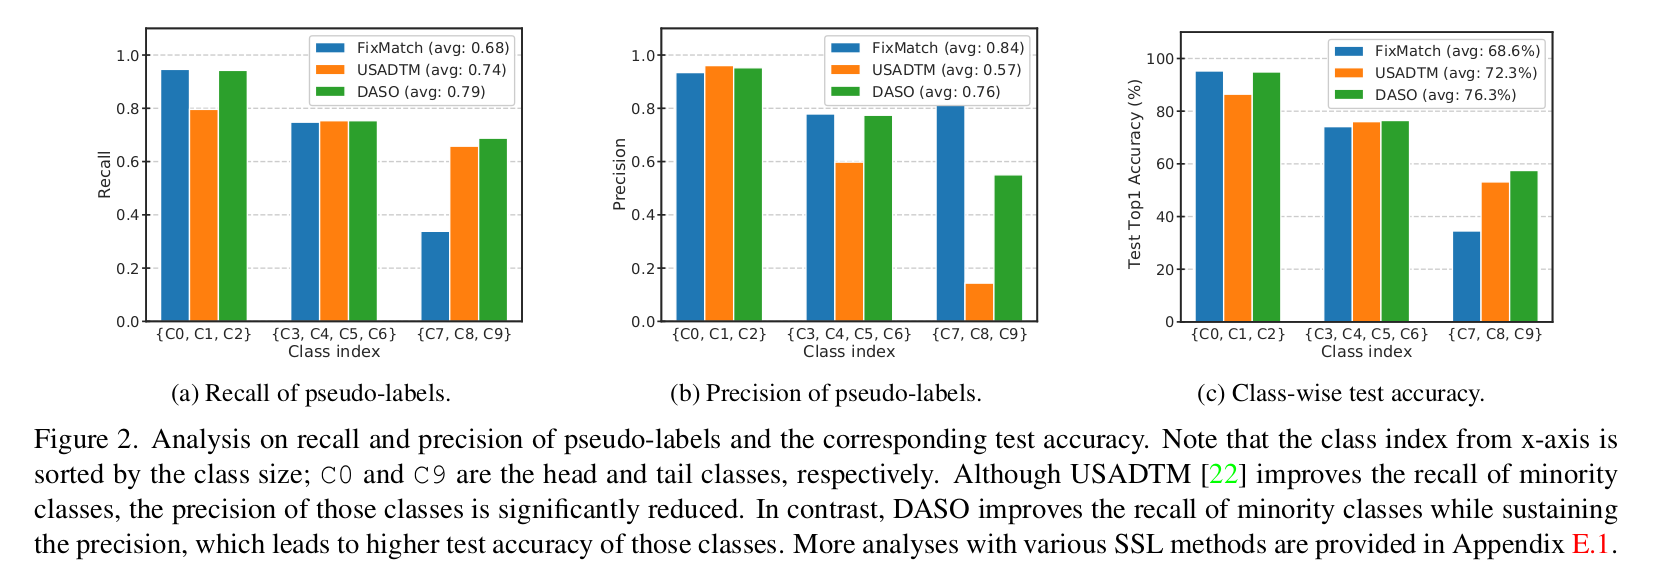 FixMatch (avg: 0.68)
USADTM (avg: 0.74)
DASO (avg: 0.79)
1.0
0.8
0.6
0.4
0.2
0.0
Recall
{C0, C1, C2}
{C3, C4, C5, C6}
{C7, C8, C9}
Class index
(a) Recall of pseudo-labels.
FixMatch (avg: 0.84)
USADTM (avg: 0.57)
DASO (avg: 0.76)
1.0
0.8
0.6
0.4
0.2
0.0
Precision
{C0, C1, C2}
{C3, C4, C5, C6}
{C7, C8, C9}
Class index
(b) Precision of pseudo-labels.
FixMatch (avg: 68.6%)
USADTM (avg: 72.3%)
DASO (avg: 76.3%)
100
80
60
40
20
0
Test Top1 Accuracy (%)
{C0, C1, C2}
{C3, C4, C5, C6}
{C7, C8, C9}
Class index
(c) Class-wise test accuracy.
Figure 2. Analysis on recall and precision of pseudo-labels and the corresponding test accuracy. Note that the class index from x-axis is
sorted by the class size; C0 and C9 are the head and tail classes, respectively. Although USADTM [22] improves the recall of minority
classes, the precision of those classes is significantly reduced. In contrast, DASO improves the recall of minority classes while sustaining
the precision, which leads to higher test accuracy of those classes. More analyses with various SSL methods are provided in Appendix E.1.